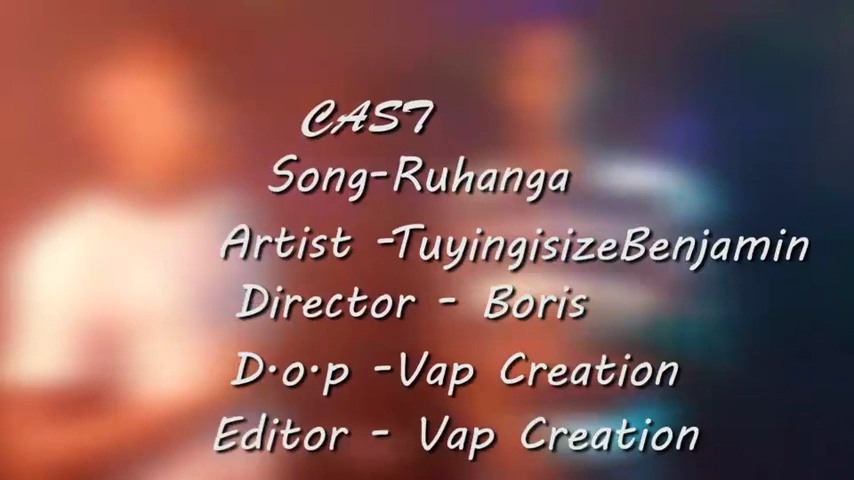 CAST
Song-Ruhanga
Artist -TuyingisizeBenjamin
Director - Boris
D.o.p -Vap Creation
Editor - Vap Creation